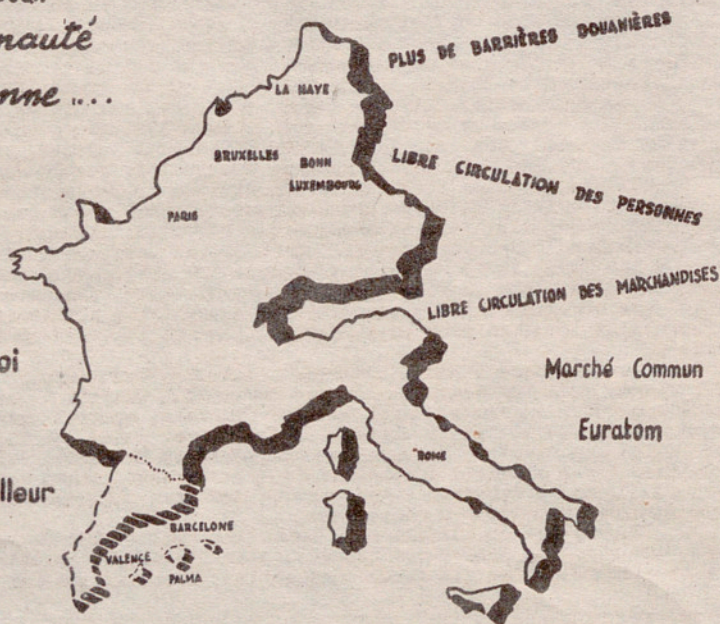 nauté
nne ...
PLUS DE BARRIÈRES DOUANIÈRES
LA HAYE
BRUXELLES
BONN
LUXEMBOURG
LIBRE CIRCULATION DES PERSONNES
PARIS
LIBRE CIRCULATION DES MARCHANDISES
oi
Marché Commun
Euratom
ROME
lleur
BARCELONE
VALENCE
PALMA